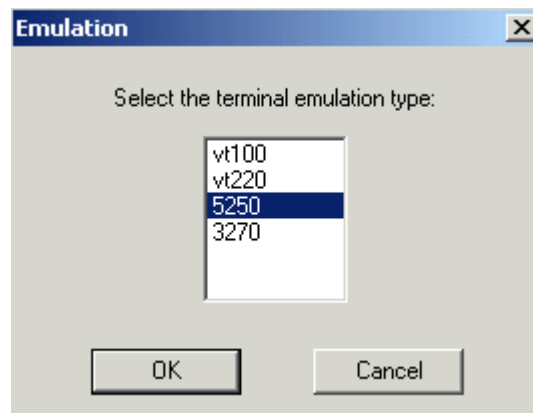 Emulation
Select the terminal emulation type:
vt100
vt220
5250
3270
OK Cancel